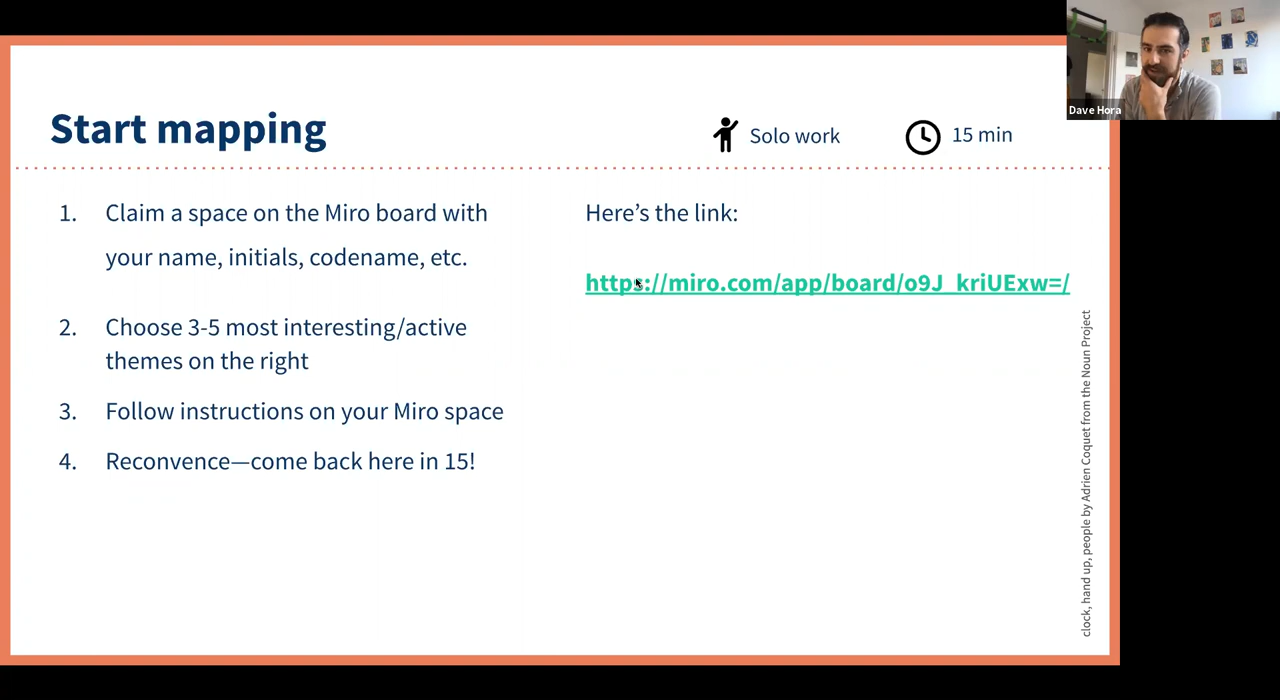 Dave Hora
Start mapping
Solo work
15 min
1. Claim a space on the Miro board with
your name, initials, codename, etc.
2. Choose 3-5 most interesting/active
themes on the right
3. Follow instructions on your Miro space
4. Reconvence—come back here in 15!
Here's the link:
https://miro.com/app/board/o9J_kriUExw=/
clock, hand up, people by Adrien Coquet from the Noun Project